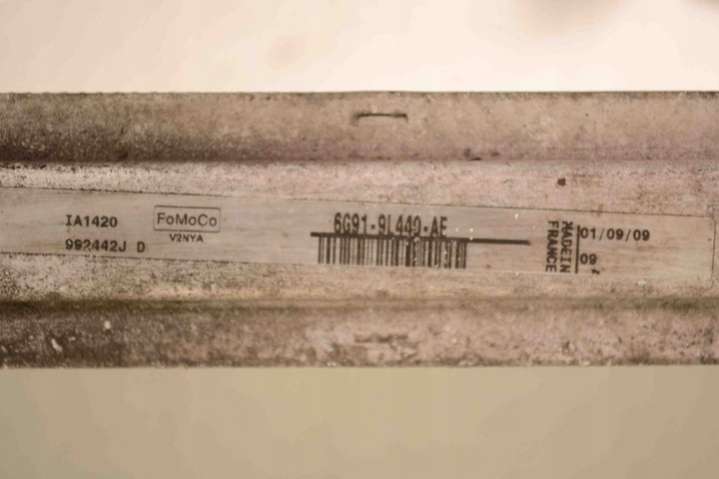 IA1420
992442J D
FoMoCo
V2NYA
6G91-9L440-AE
MADE IN
FRANCE
01/09/09
09